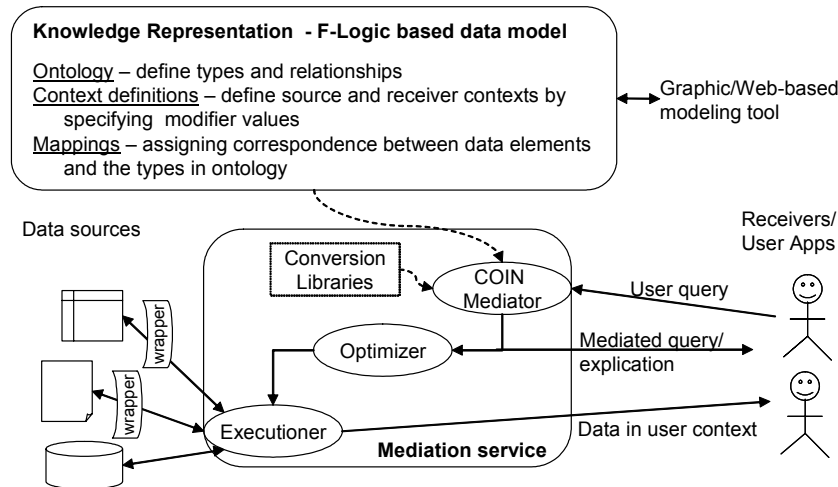 Knowledge Representation - F-Logic based data model
Ontology – define types and relationships
Context definitions – define source and receiver contexts by
specifying modifier values
Mappings – assigning correspondence between data elements
and the types in ontology
Graphic/Web-based
modeling tool
Data sources
Receivers/
User Apps
Conversion
Libraries
COIN
Mediator
User query
wrapper
Optimizer
Mediated query/
explication
wrapper
Executioner
Data in user context
Mediation service